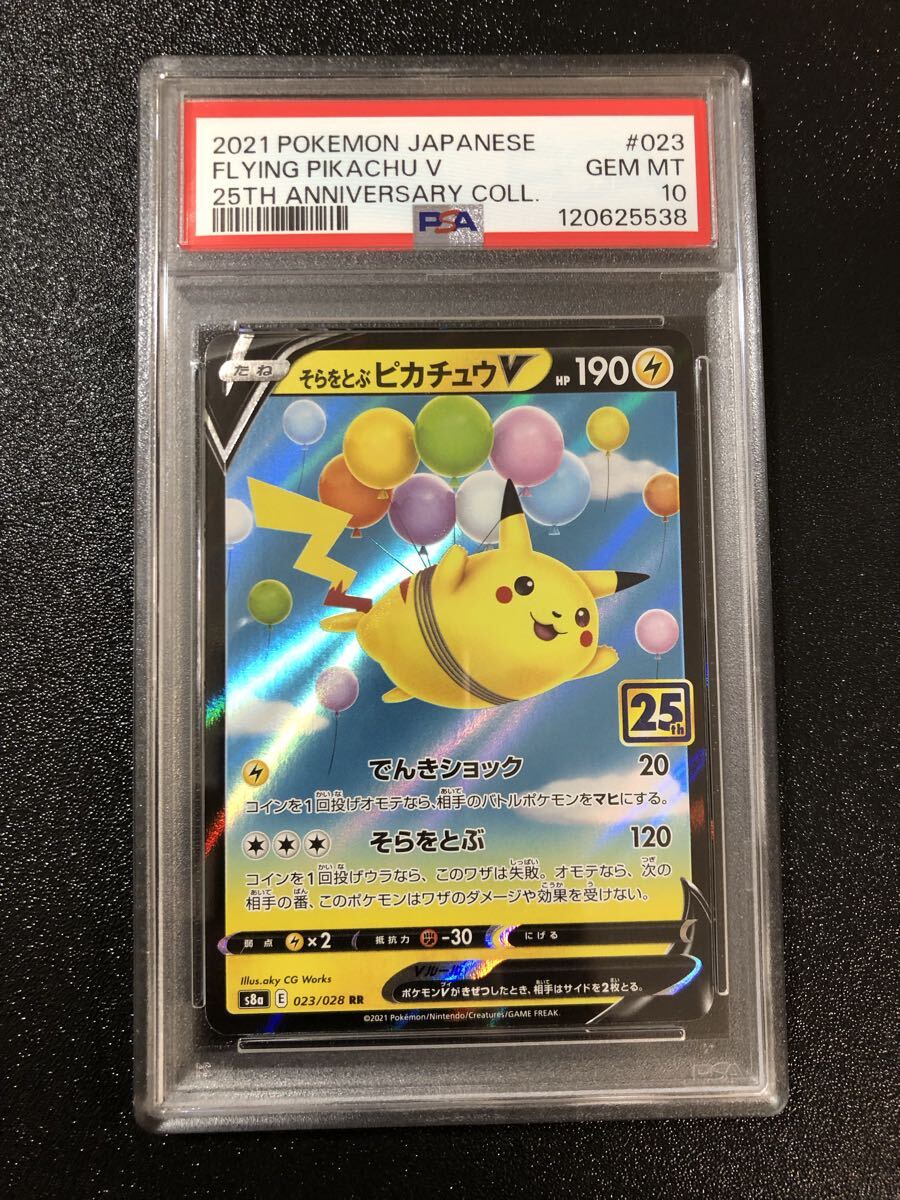 2021 POKEMON JAPANESE #023
FLYING PIKACHU V GEM MT
25TH ANNIVERSARY COLL. 10
PSA 120625538
たね そらをとぶピカチュウV HP 190
25th
でんきショック 20
コインを1回投げオモテなら、相手のバトルポケモンをマヒにする。
そらをとぶ 120
コインを1回投げウラなら、このワザは失敗。オモテなら、次の
相手の番、このポケモンはワザのダメージや効果を受けない。
弱点 ×2 抵抗力 -30 にげる
Vルール
ポケモンVがきぜつしたとき、相手はサイドを2枚とる。
Illus.aky CG Works
s8a E 023/028 RR
©2021 Pokémon/Nintendo/Creatures/GAME FREAK.
PSA